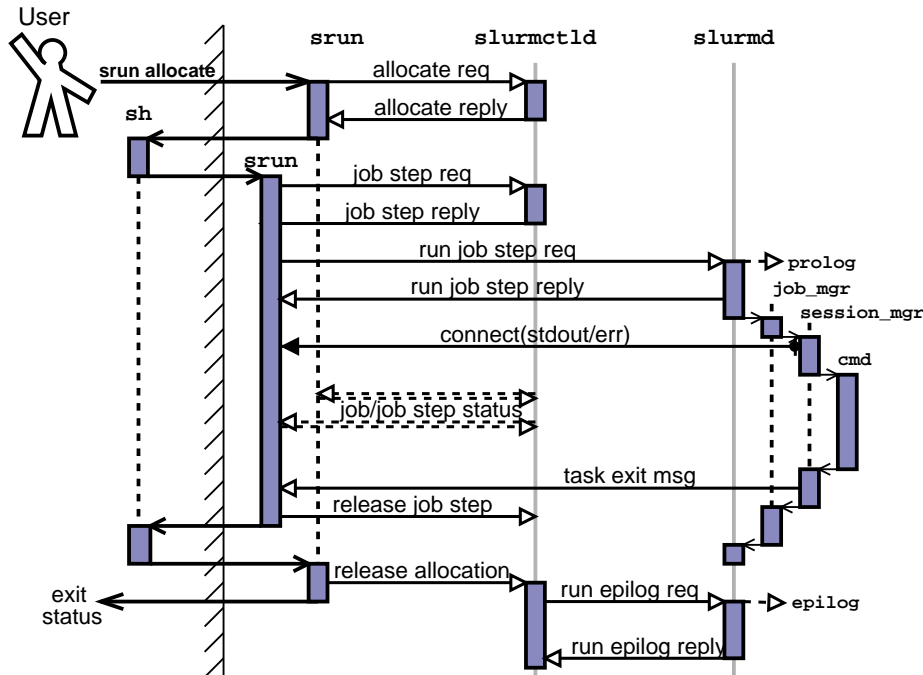 User
srun slurmctld slurmd
srun allocate
allocate req
allocate reply
sh
srun
job step req
job step reply
run job step req
prolog
run job step reply
job_mgr
session_mgr
connect(stdout/err)
cmd
job/job step status
task exit msg
release job step
release allocation
run epilog req
exit
status
epilog
run epilog reply